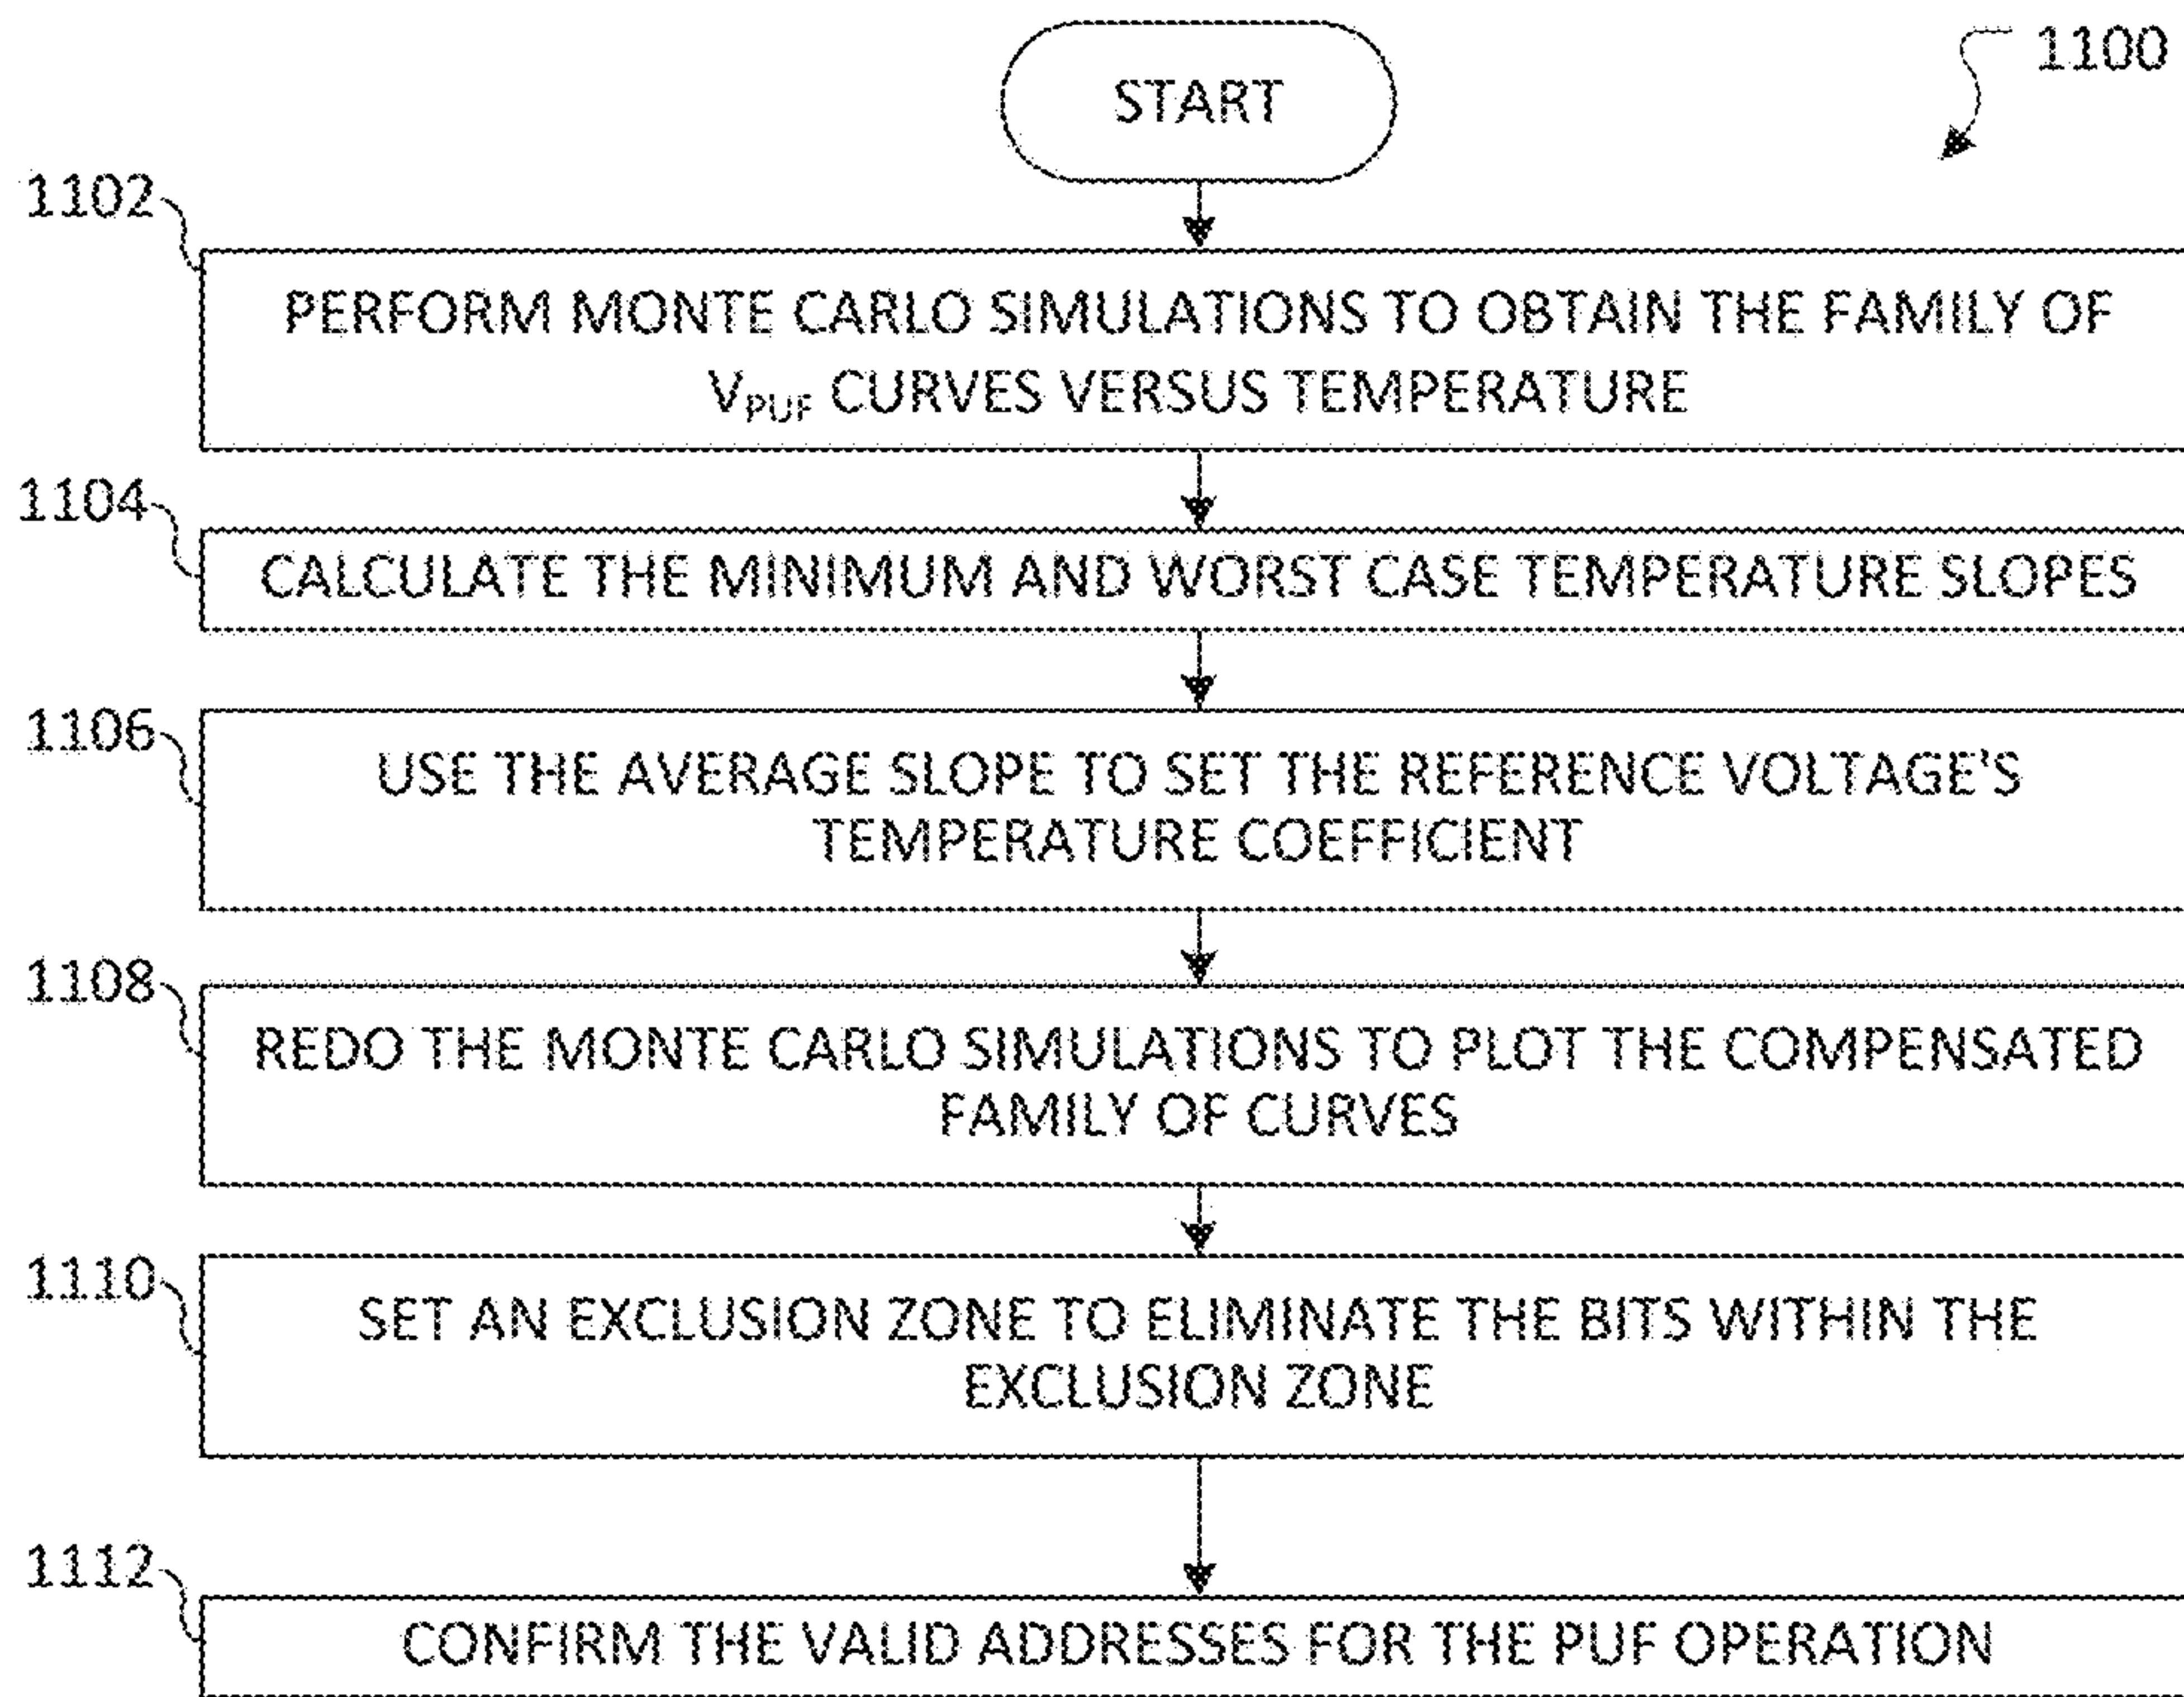 START
1100
1102
PERFORM MONTE CARLO SIMULATIONS TO OBTAIN THE FAMILY OF
VPUF CURVES VERSUS TEMPERATURE
1104
CALCULATE THE MINIMUM AND WORST CASE TEMPERATURE SLOPES
1106
USE THE AVERAGE SLOPE TO SET THE REFERENCE VOLTAGE'S
TEMPERATURE COEFFICIENT
1108
REDO THE MONTE CARLO SIMULATIONS TO PLOT THE COMPENSATED
FAMILY OF CURVES
1110
SET AN EXCLUSION ZONE TO ELIMINATE THE BITS WITHIN THE
EXCLUSION ZONE
1112
CONFIRM THE VALID ADDRESSES FOR THE PUF OPERATION